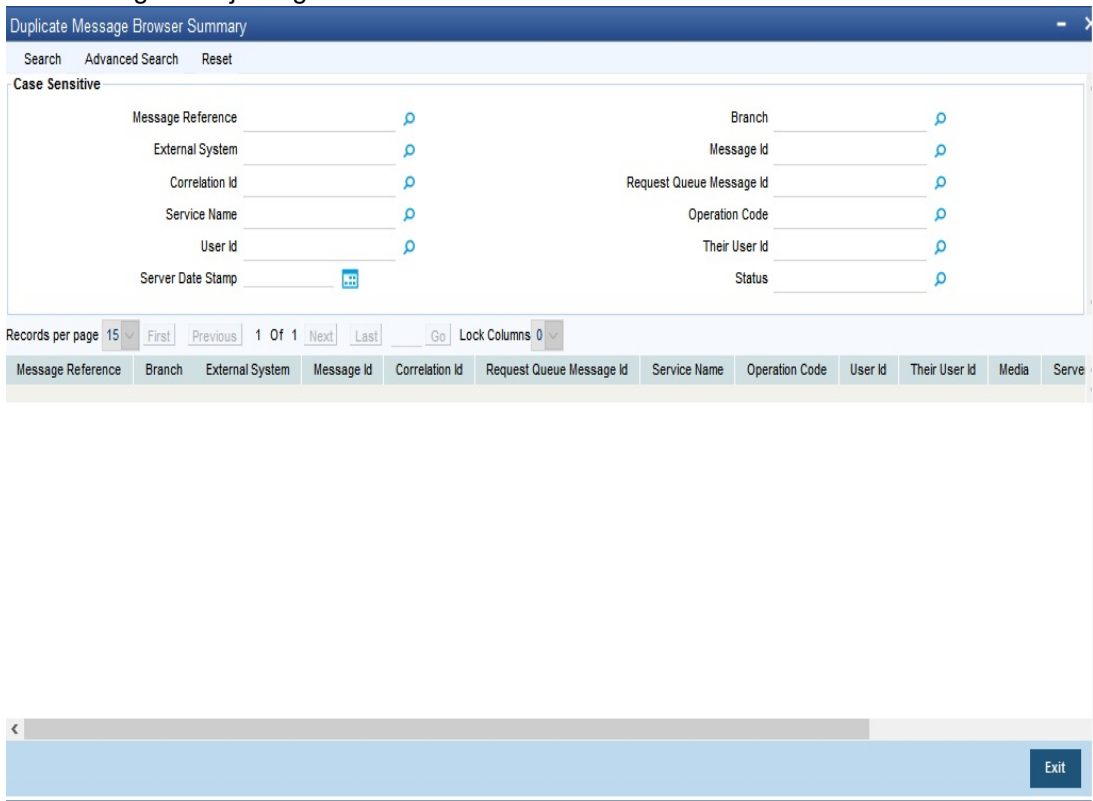 Duplicate Message Browser Summary
Search Advanced Search Reset
Case Sensitive
Message Reference Branch
External System Message Id
Correlation Id Request Queue Message Id
Service Name Operation Code
User Id Their User Id
Server Date Stamp Status
Records per page 15 First Previous 1 Of 1 Next Last Go Lock Columns 0
Message Reference Branch External System Message Id Correlation Id Request Queue Message Id Service Name Operation Code User Id Their User Id Media Serve
Exit